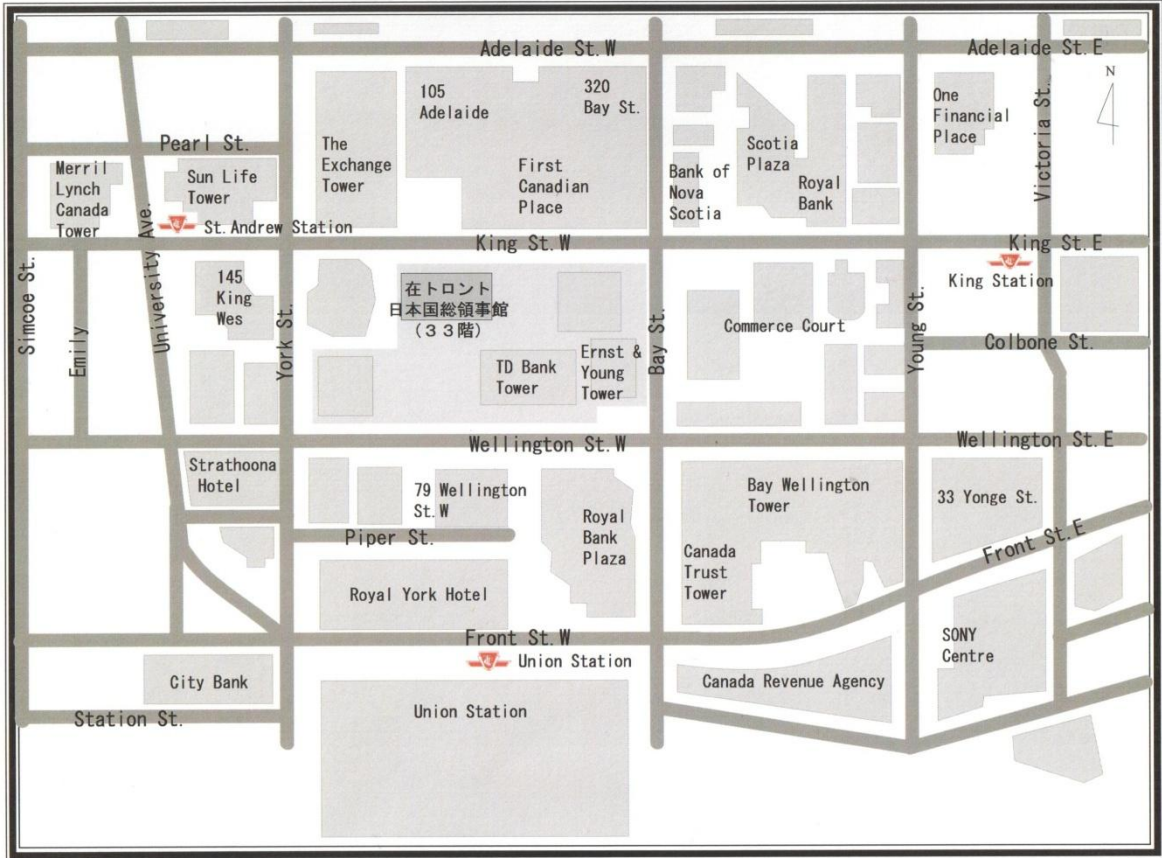 Adelaide St. W
Adelaide St. E
105
Adelaide
320
Bay St.
One
Financial
Place
N
Victoria St.
Pearl St.
The
Exchange
Tower
Scotia
Plaza
Merril
Lynch
Canada
Tower
Sun Life
Tower
First
Canadian
Place
Bank of
Nova
Scotia
Royal
Bank
St. Andrew Station
King St. W
King St. E
Simcoe St.
Emily
University Ave.
145
King
Wes
York St.
在トロント
日本国総領事館
（３３階）
Bay St.
Commerce Court
Young St.
King Station
Colbone St.
TD Bank
Tower
Ernst &
Young
Tower
Wellington St. W
Wellington St. E
Strathoona
Hotel
79 Wellington
St. W
Royal
Bank
Plaza
Bay Wellington
Tower
33 Yonge St.
Piper St.
Canada
Trust
Tower
Front St. E
Royal York Hotel
Front St. W
SONY
Centre
Union Station
City Bank
Canada Revenue Agency
Station St.
Union Station